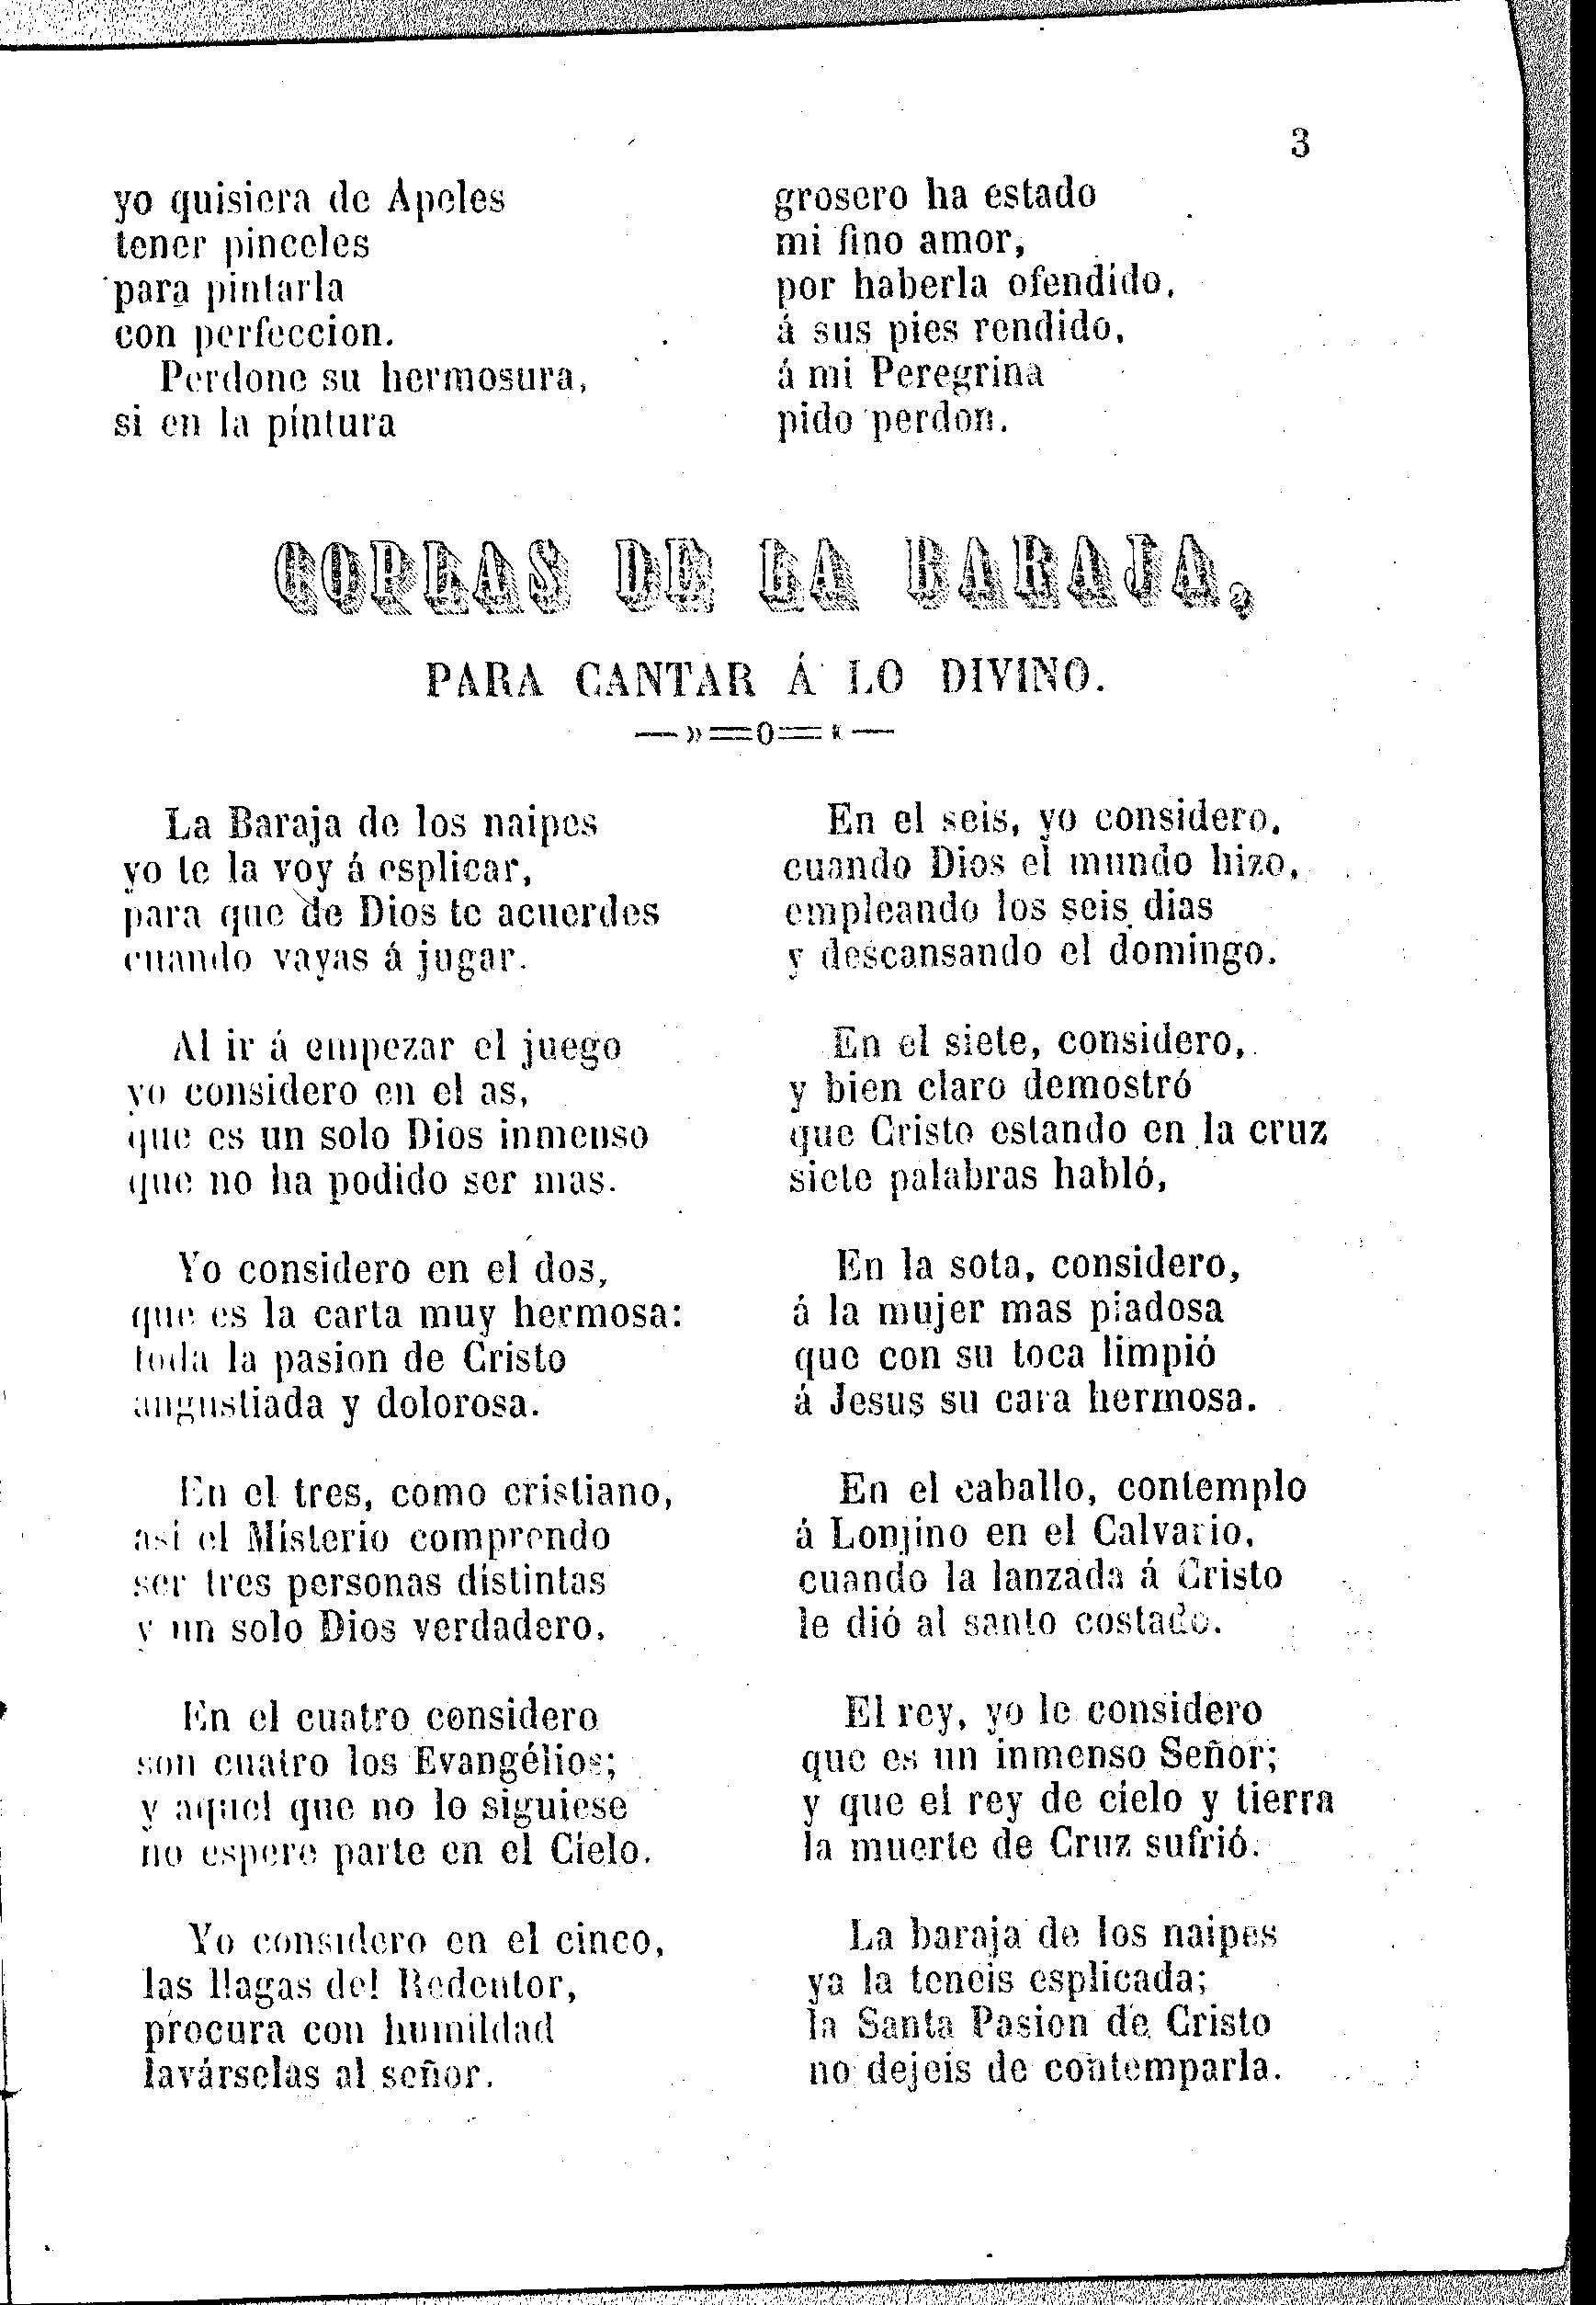 3
yo quisiera de Apeles
tener pinceles
para pintarla
con perfeccion.
Perdone su hermosura,
si en la pintura
grosero ha estado
mi fino amor,
por haberla ofendido,
á sus pies rendido,
á mi Peregrina
pido perdon.
COPLAS DE LA BARAJA,
PARA CANTAR Á LO DIVINO.
La Baraja de los naipes
yo te la voy á esplicar,
para que de Dios te acuerdes
cuando vayas á jugar.
Al ir á empezar el juego
yo considero en el as,
que es un solo Dios inmenso
que no ha podido ser mas.
Yo considero en el dos,
que es la carta muy hermosa:
toda la pasion de Cristo
angustiada y dolorosa.
En el tres, como cristiano,
asi el Misterio comprendo
ser tres personas distintas
y un solo Dios verdadero.
En el cuatro considero
son cuatro los Evangélios;
y aquel que no lo siguiese
no espere parte en el Cielo.
Yo considero en el cinco,
las llagas del Redentor,
procura con humildad
lavárselas al señor.
En el seis, yo considero,
cuando Dios el mundo hizo,
empleando los seis dias
y descansando el domingo.
En el siete, considero,
y bien claro demostró
que Cristo estando en la cruz
siete palabras habló,
En la sota, considero,
á la mujer mas piadosa
que con su toca limpió
á Jesus su cara hermosa.
En el caballo, contemplo
á Lonjino en el Calvario,
cuando la lanzada á Cristo
le dió al santo costado.
El rey, yo le considero
que es un inmenso Señor;
y que el rey de cielo y tierra
la muerte de Cruz sufrió.
La baraja de los naipes
ya la teneis esplicada;
la Santa Pasion de Cristo
no dejeis de contemparla.